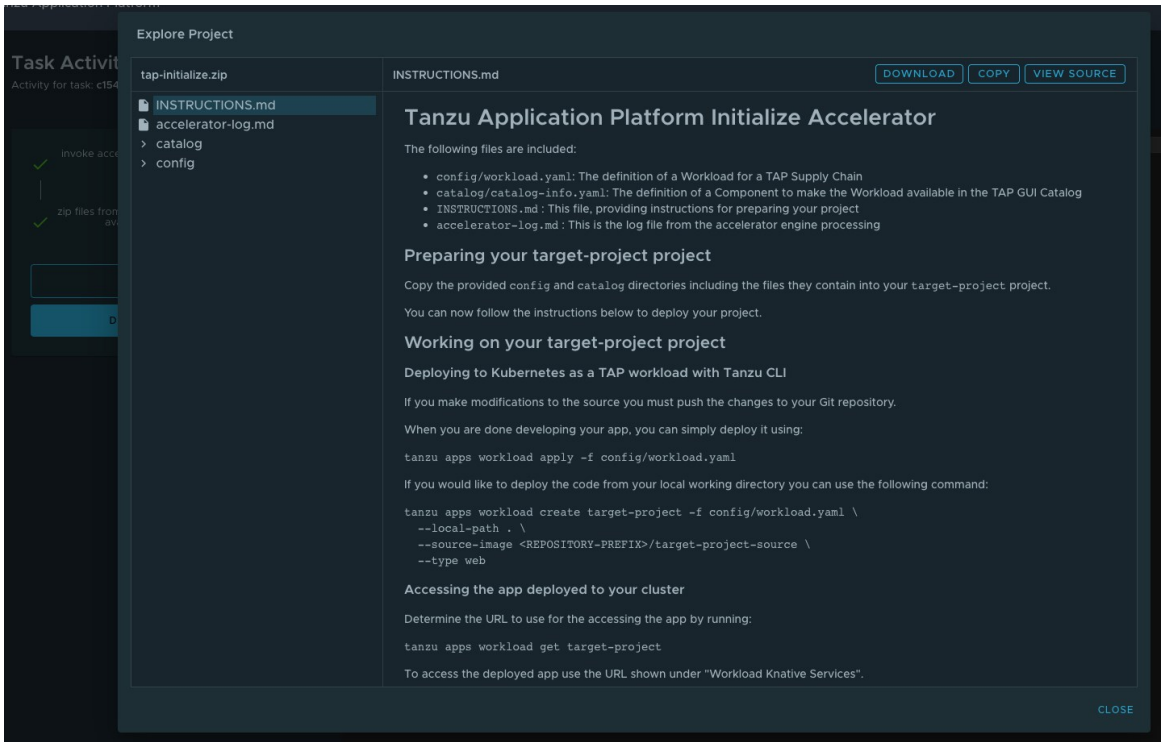 Explore Project
Task Activit
Activity for task: c154
tap-initialize.zip
INSTRUCTIONS.md
DOWNLOAD
COPY
VIEW SOURCE
INSTRUCTIONS.md
accelerator-log.md
catalog
config
invoke acce
zip files from
ava
D
Tanzu Application Platform Initialize Accelerator
The following files are included:
• config/workload.yaml: The definition of a Workload for a TAP Supply Chain
• catalog/catalog-info.yaml: The definition of a Component to make the Workload available in the TAP GUI Catalog
• INSTRUCTIONS.md : This file, providing instructions for preparing your project
• accelerator-log.md : This is the log file from the accelerator engine processing
Preparing your target-project project
Copy the provided config and catalog directories including the files they contain into your target-project project.
You can now follow the instructions below to deploy your project.
Working on your target-project project
Deploying to Kubernetes as a TAP workload with Tanzu CLI
If you make modifications to the source you must push the changes to your Git repository.
When you are done developing your app, you can simply deploy it using:
tanzu apps workload apply -f config/workload.yaml
If you would like to deploy the code from your local working directory you can use the following command:
tanzu apps workload create target-project -f config/workload.yaml \
--local-path . \
--source-image <REPOSITORY-PREFIX>/target-project-source \
--type web
Accessing the app deployed to your cluster
Determine the URL to use for the accessing the app by running:
tanzu apps workload get target-project
To access the deployed app use the URL shown under "Workload Knative Services".
CLOSE